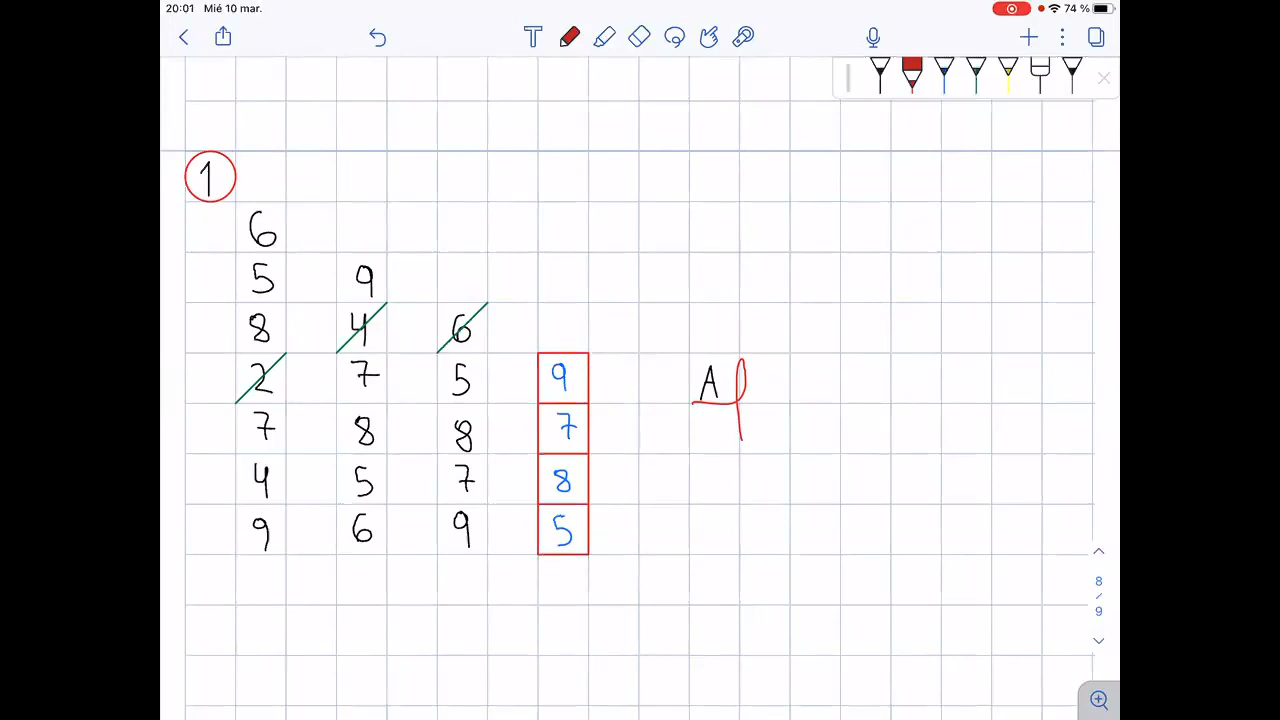 20:01 Mié 10 mar. 74 %
T
1
6
5 9
8 4 6
2 7 5 9 A
7 8 8 7
4 5 7 8
9 6 9 5
8
9